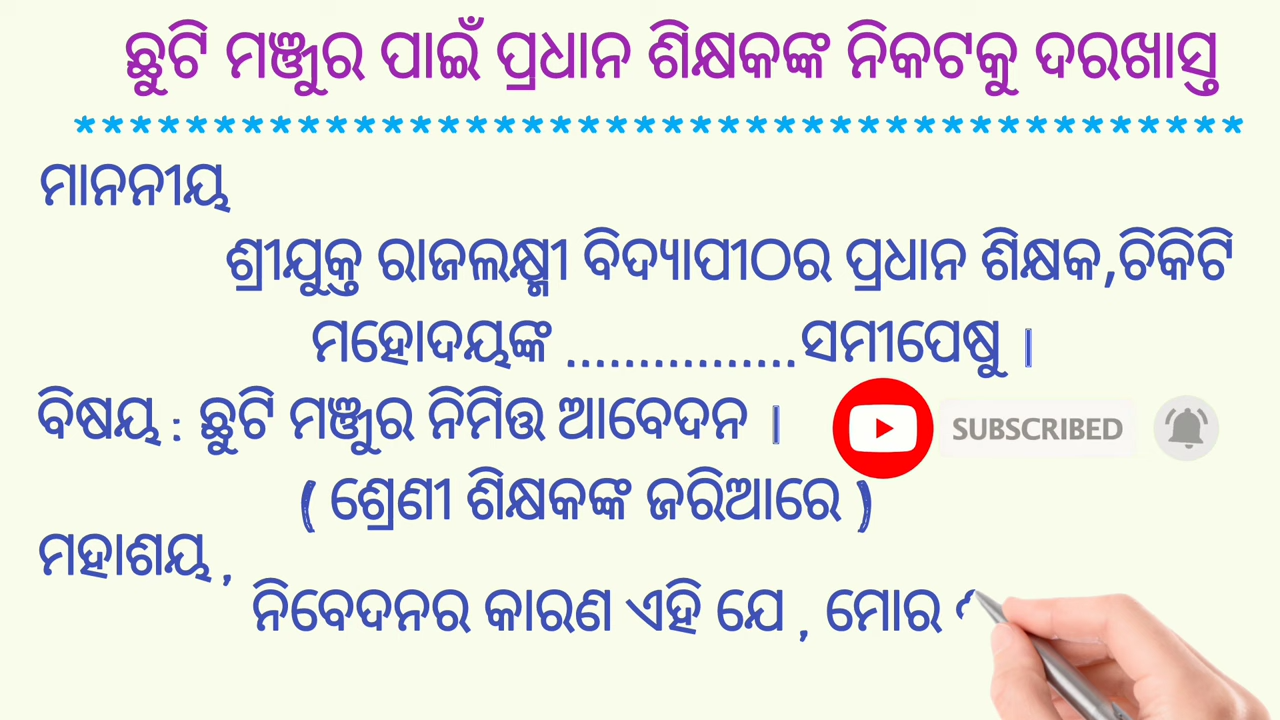 ଛୁଟି ମଞ୍ଜୁର ପାଇଁ ପ୍ରଧାନ ଶିକ୍ଷକଙ୍କ ନିକଟକୁ ଦରଖାସ୍ତ
******************************************
ମାନନୀୟ
ଶ୍ରୀଯୁକ୍ତ ରାଜଲକ୍ଷ୍ମୀ ବିଦ୍ୟାପୀଠର ପ୍ରଧାନ ଶିକ୍ଷକ,ଚିକିଟି
ମହୋଦୟଙ୍କ ................ସମୀପେଷୁ |
ବିଷୟ : ଛୁଟି ମଞ୍ଜୁର ନିମିତ୍ତ ଆବେଦନ |
SUBSCRIBED
( ଶ୍ରେଣୀ ଶିକ୍ଷକଙ୍କ ଜରିଆରେ )
ମହାଶୟ ,
ନିବେଦନର କାରଣ ଏହି ଯେ , ମୋର